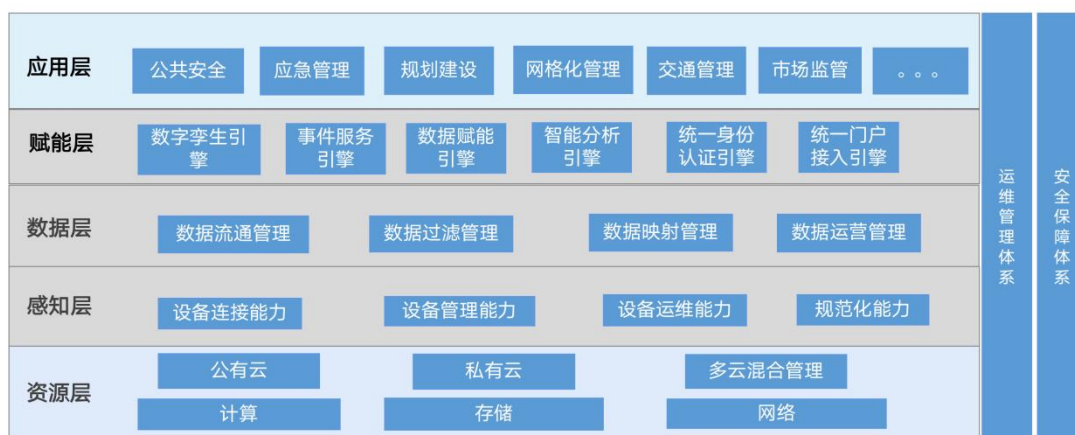 应用层
公共安全
应急管理
规划建设
网格化管理
交通管理
市场监管
。。。
赋能层
数字孪生引
擎
事件服务
引擎
数据赋能
引擎
智能分析
引擎
统一身份
认证引擎
统一门户
接入引擎
数据层
数据流通管理
数据过滤管理
数据映射管理
数据运营管理
感知层
设备连接能力
设备管理能力
设备运维能力
规范化能力
资源层
公有云
私有云
多云混合管理
计算
存储
网络
运维管理体系
安全保障体系